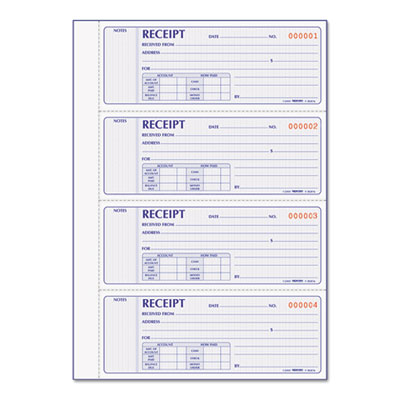 NOTES
RECEIPT DATE NO. 000001
RECEIVED FROM
ADDRESS
$
FOR
ACCOUNT HOW PAID
AMT. OF ACCOUNT CASH
AMT. PAID CHECK
BALANCE DUE MONEY ORDER BY
NOTES
RECEIPT DATE NO. 000002
RECEIVED FROM
ADDRESS
$
FOR
ACCOUNT HOW PAID
AMT. OF ACCOUNT CASH
AMT. PAID CHECK
BALANCE DUE MONEY ORDER BY
NOTES
RECEIPT DATE NO. 000003
RECEIVED FROM
ADDRESS
$
FOR
ACCOUNT HOW PAID
AMT. OF ACCOUNT CASH
AMT. PAID CHECK
BALANCE DUE MONEY ORDER BY
NOTES
RECEIPT DATE NO. 000004
RECEIVED FROM
ADDRESS
$
FOR
ACCOUNT HOW PAID
AMT. OF ACCOUNT CASH
AMT. PAID CHECK
BALANCE DUE MONEY ORDER BY